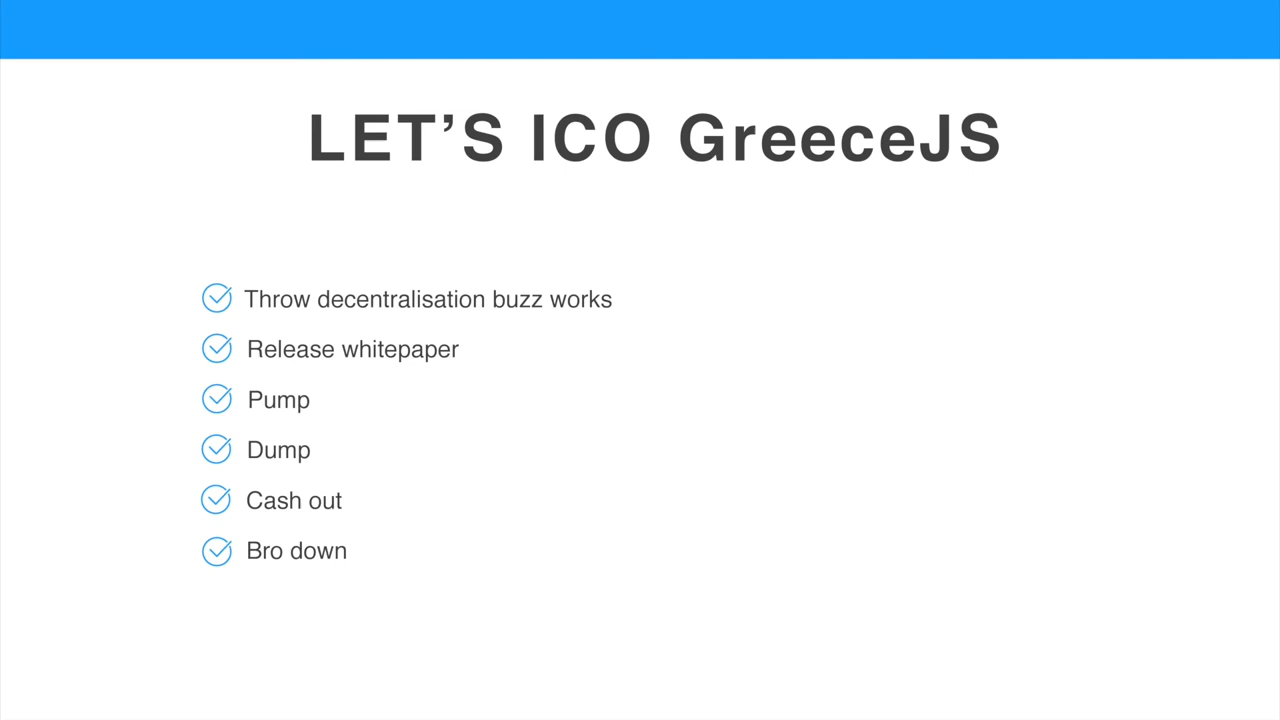 LET’S ICO GreeceJS
Throw decentralisation buzz works
Release whitepaper
Pump
Dump
Cash out
Bro down